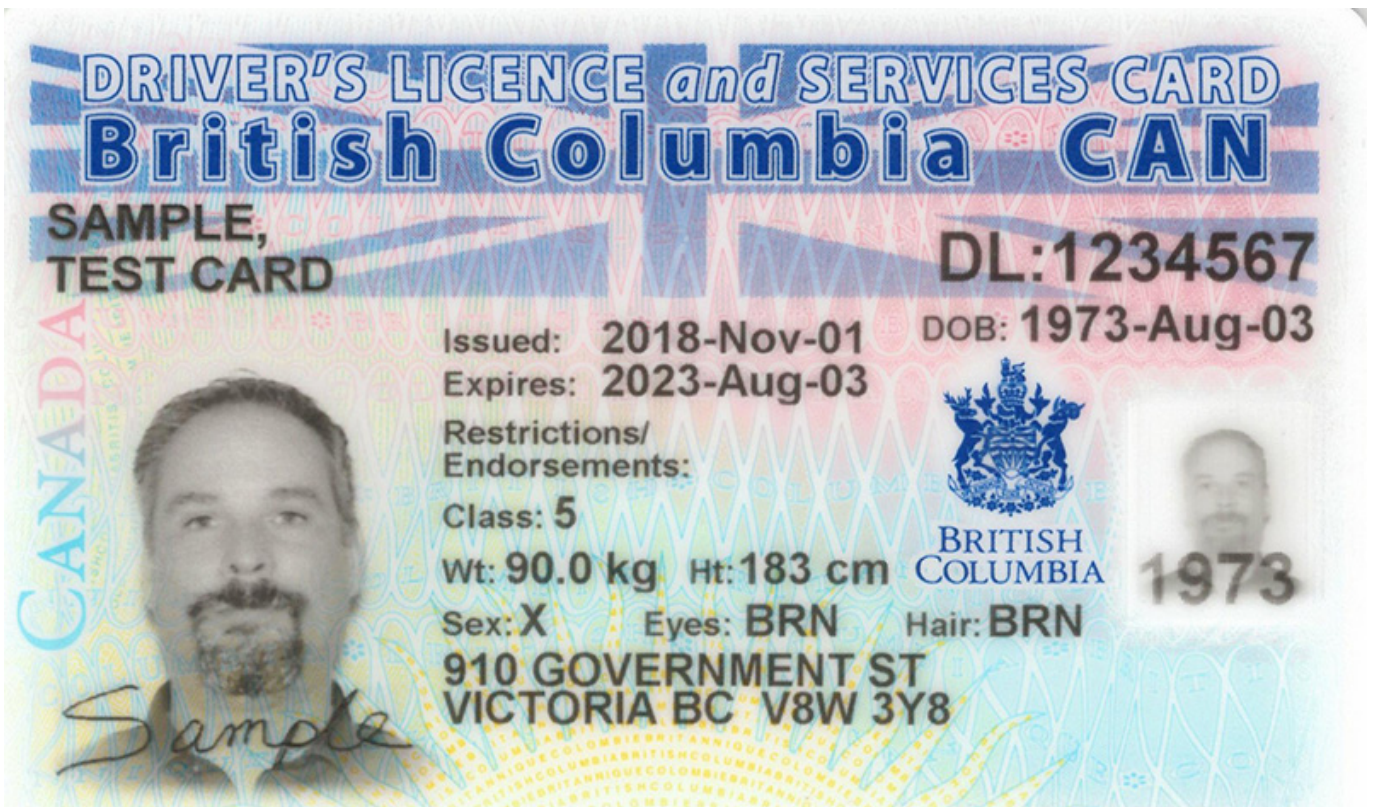 DRIVER'S LICENCE and SERVICES CARD
British Columbia CAN
SAMPLE,
TEST CARD
DL:1234567
Issued: 2018-Nov-01
DOB: 1973-Aug-03
Expires: 2023-Aug-03
Restrictions/
Endorsements:
Class: 5
Wt: 90.0 kg Ht: 183 cm
Sex: X Eyes: BRN Hair: BRN
910 GOVERNMENT ST
VICTORIA BC V8W 3Y8
CANADA
BRITISH
COLUMBIA
1973
Sample